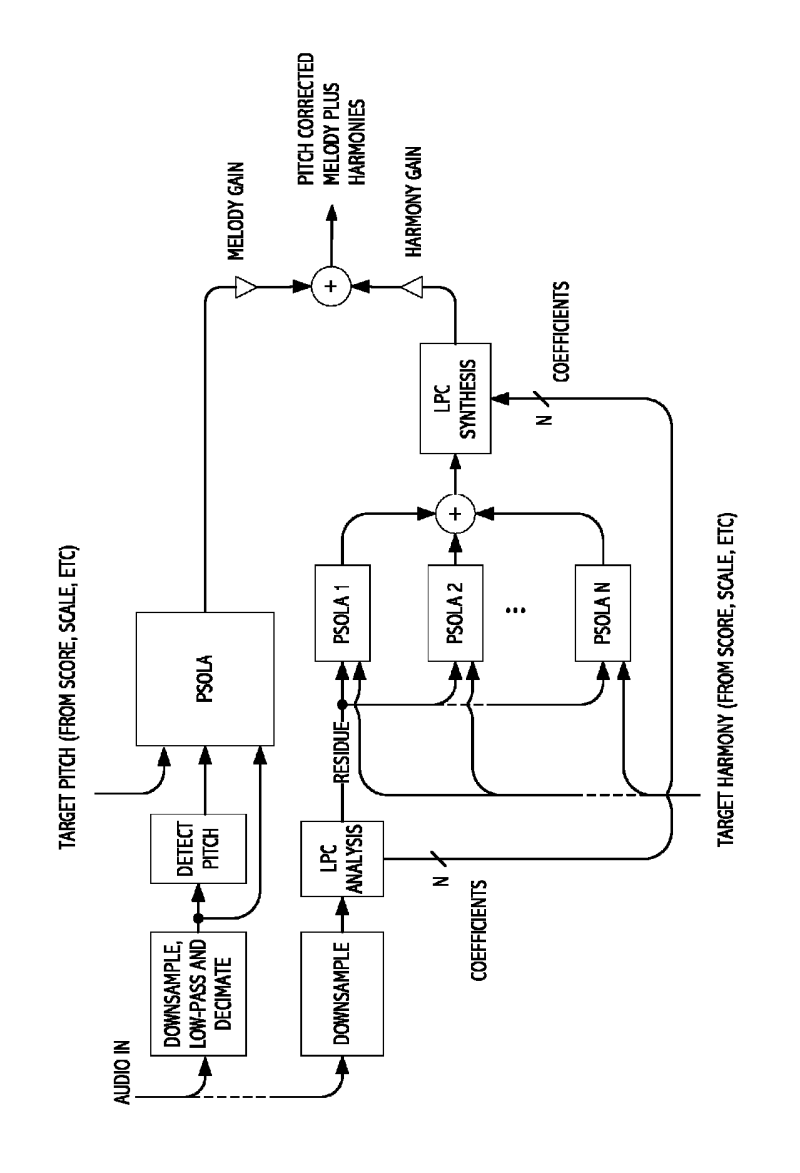 TARGET PITCH (FROM SCORE, SCALE, ETC)
AUDIO IN
DOWNSAMPLE,
LOW-PASS AND
DECIMATE
DETECT
PITCH
PSOLA
MELODY GAIN
PITCH CORRECTED
MELODY PLUS
HARMONIES
+
HARMONY GAIN
DOWNSAMPLE
LPC
ANALYSIS
RESIDUE
PSOLA 1
PSOLA 2
...
PSOLA N
+
LPC
SYNTHESIS
N
COEFFICIENTS
N
COEFFICIENTS
TARGET HARMONY (FROM SCORE, SCALE, ETC)